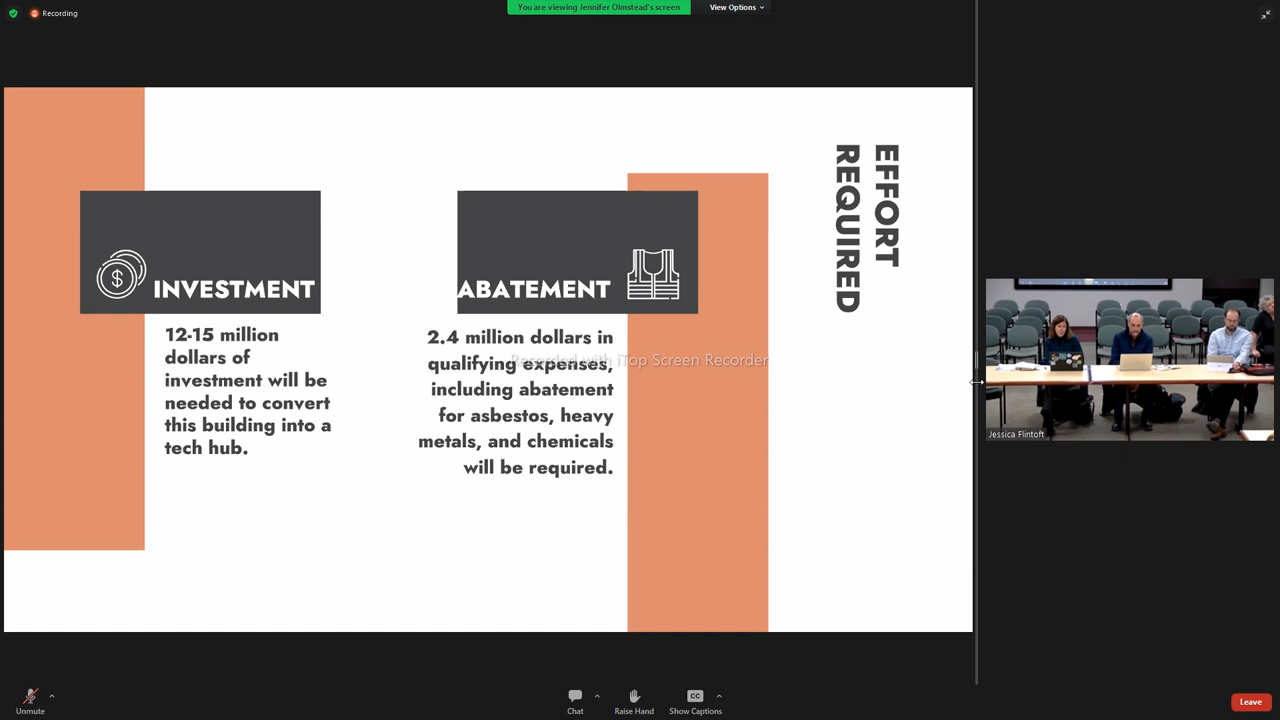 Recording
You are viewing Jennifer Olmstead's screen
View Options
EFFORT
REQUIRED
INVESTMENT
12-15 million
dollars of
investment will be
needed to convert
this building into a
tech hub.
ABATEMENT
2.4 million dollars in
qualifying expenses,
including abatement
for asbestos, heavy
metals, and chemicals
will be required.
Recorded with iTop Screen Recorder
Jessica Flintoft
Unmute
Chat
Raise Hand
CC
Show Captions
Leave